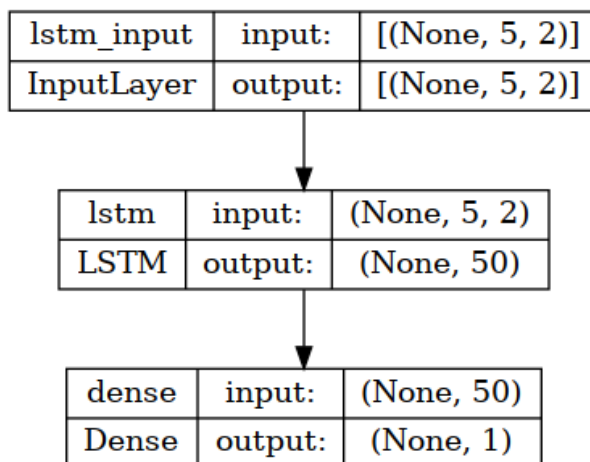 lstm_input input: [(None, 5, 2)]
InputLayer output: [(None, 5, 2)]
lstm input: (None, 5, 2)
LSTM output: (None, 50)
dense input: (None, 50)
Dense output: (None, 1)